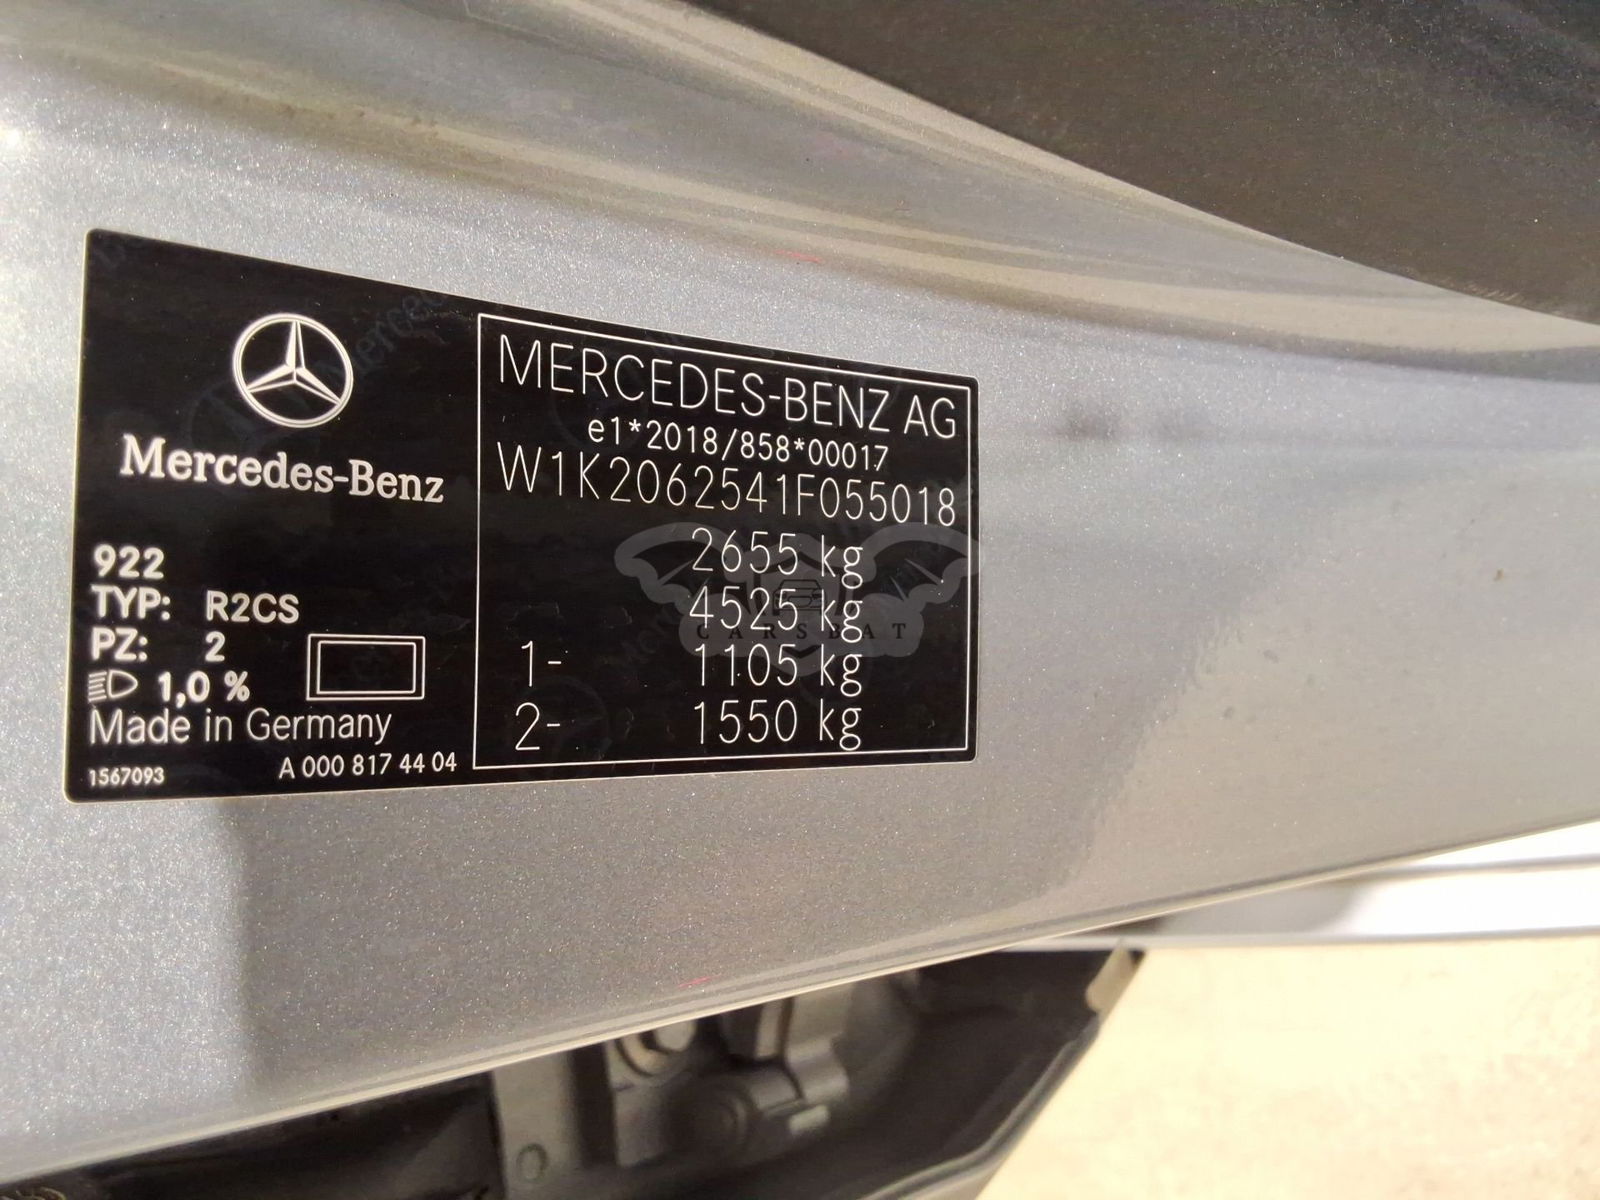 Mercedes-Benz
922
TYP: R2CS
PZ: 2
1,0 %
Made in Germany
1567093
A 000 817 44 04
MERCEDES-BENZ AG
e1*2018/858*00017
W1K2062541F055018
2655 kg
4525 kg
1- 1105 kg
2- 1550 kg
CARSBAT